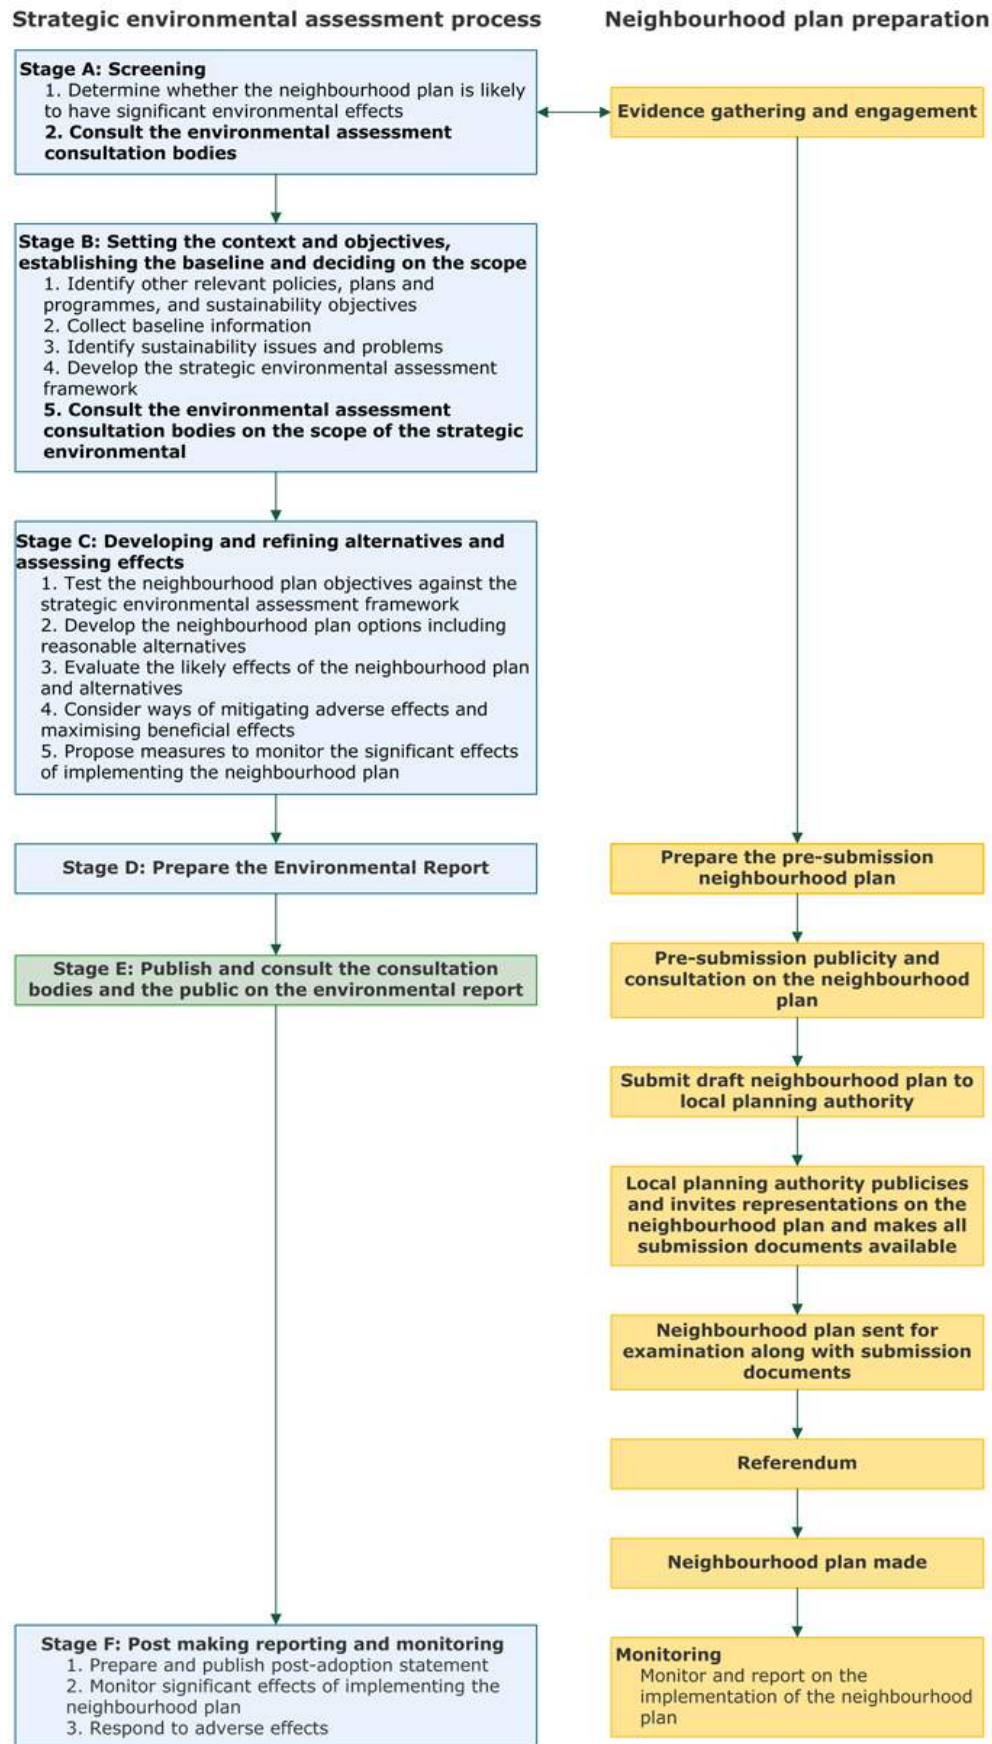 Strategic environmental assessment process
Neighbourhood plan preparation
Stage A: Screening
1. Determine whether the neighbourhood plan is likely
to have significant environmental effects
2. Consult the environmental assessment
consultation bodies
Evidence gathering and engagement
Stage B: Setting the context and objectives,
establishing the baseline and deciding on the scope
1. Identify other relevant policies, plans and
programmes, and sustainability objectives
2. Collect baseline information
3. Identify sustainability issues and problems
4. Develop the strategic environmental assessment
framework
5. Consult the environmental assessment
consultation bodies on the scope of the strategic
environmental
Stage C: Developing and refining alternatives and
assessing effects
1. Test the neighbourhood plan objectives against the
strategic environmental assessment framework
2. Develop the neighbourhood plan options including
reasonable alternatives
3. Evaluate the likely effects of the neighbourhood plan
and alternatives
4. Consider ways of mitigating adverse effects and
maximising beneficial effects
5. Propose measures to monitor the significant effects
of implementing the neighbourhood plan
Stage D: Prepare the Environmental Report
Prepare the pre-submission
neighbourhood plan
Stage E: Publish and consult the consultation
bodies and the public on the environmental report
Pre-submission publicity and
consultation on the neighbourhood
plan
Submit draft neighbourhood plan to
local planning authority
Local planning authority publicises
and invites representations on the
neighbourhood plan and makes all
submission documents available
Neighbourhood plan sent for
examination along with submission
documents
Referendum
Neighbourhood plan made
Stage F: Post making reporting and monitoring
1. Prepare and publish post-adoption statement
2. Monitor significant effects of implementing the
neighbourhood plan
3. Respond to adverse effects
Monitoring
Monitor and report on the
implementation of the neighbourhood
plan